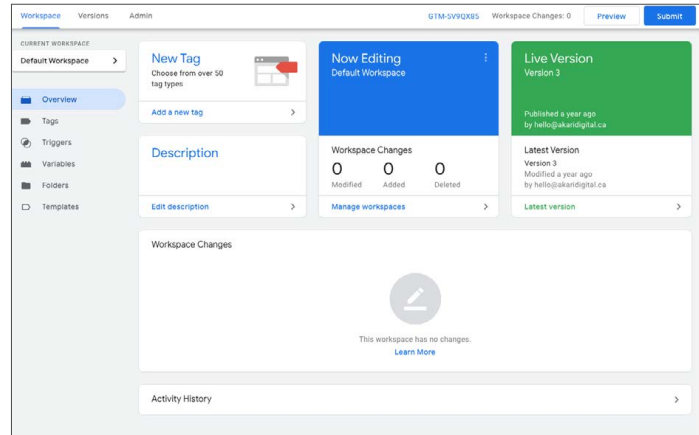 Workspace Versions Admin
GTM-SV9QX85 Workspace Changes: 0 Preview Submit
CURRENT WORKSPACE
Default Workspace
Overview
Tags
Triggers
Variables
Folders
Templates
New Tag
Choose from over 50
tag types
Add a new tag
Description
Edit description
Now Editing
Default Workspace
Workspace Changes
0 0 0
Modified Added Deleted
Manage workspaces
Live Version
Version 3
Published a year ago
by hello@akaridigital.ca
Latest Version
Version 3
Modified a year ago
by hello@akaridigital.ca
Latest version
Workspace Changes
This workspace has no changes.
Learn More
Activity History